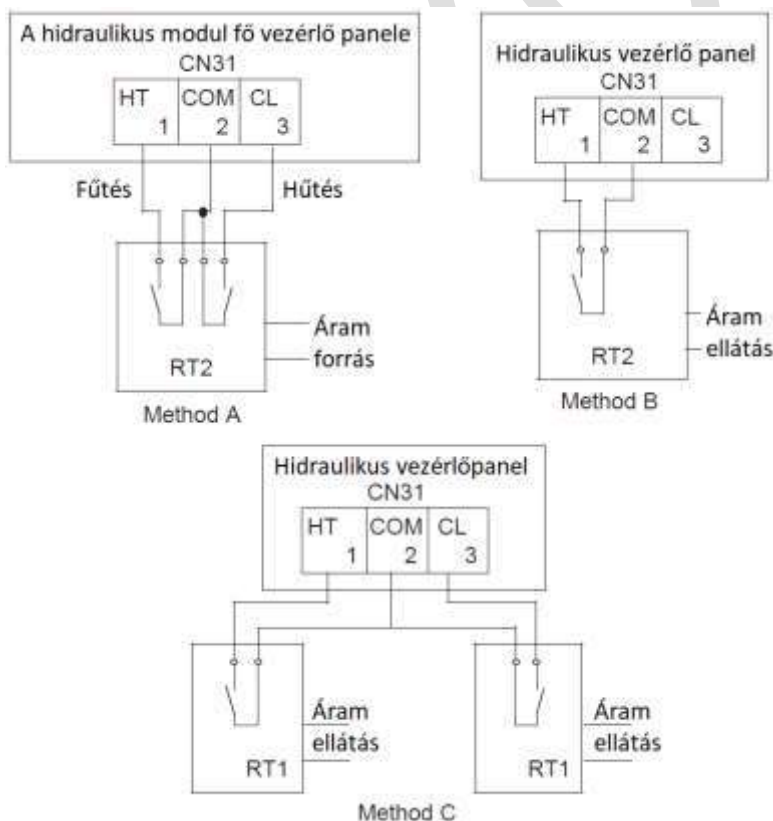 A hidraulikus modul fő vezérlő panele
CN31
HT COM CL
1 2 3
Fűtés Hűtés
Áram
forrás
RT2
Method A
Hidraulikus vezérlő panel
CN31
HT COM CL
1 2 3
Áram
ellátás
RT2
Method B
Hidraulikus vezérlőpanel
CN31
HT COM CL
1 2 3
Áram
ellátás
RT1
Áram
ellátás
RT1
Method C